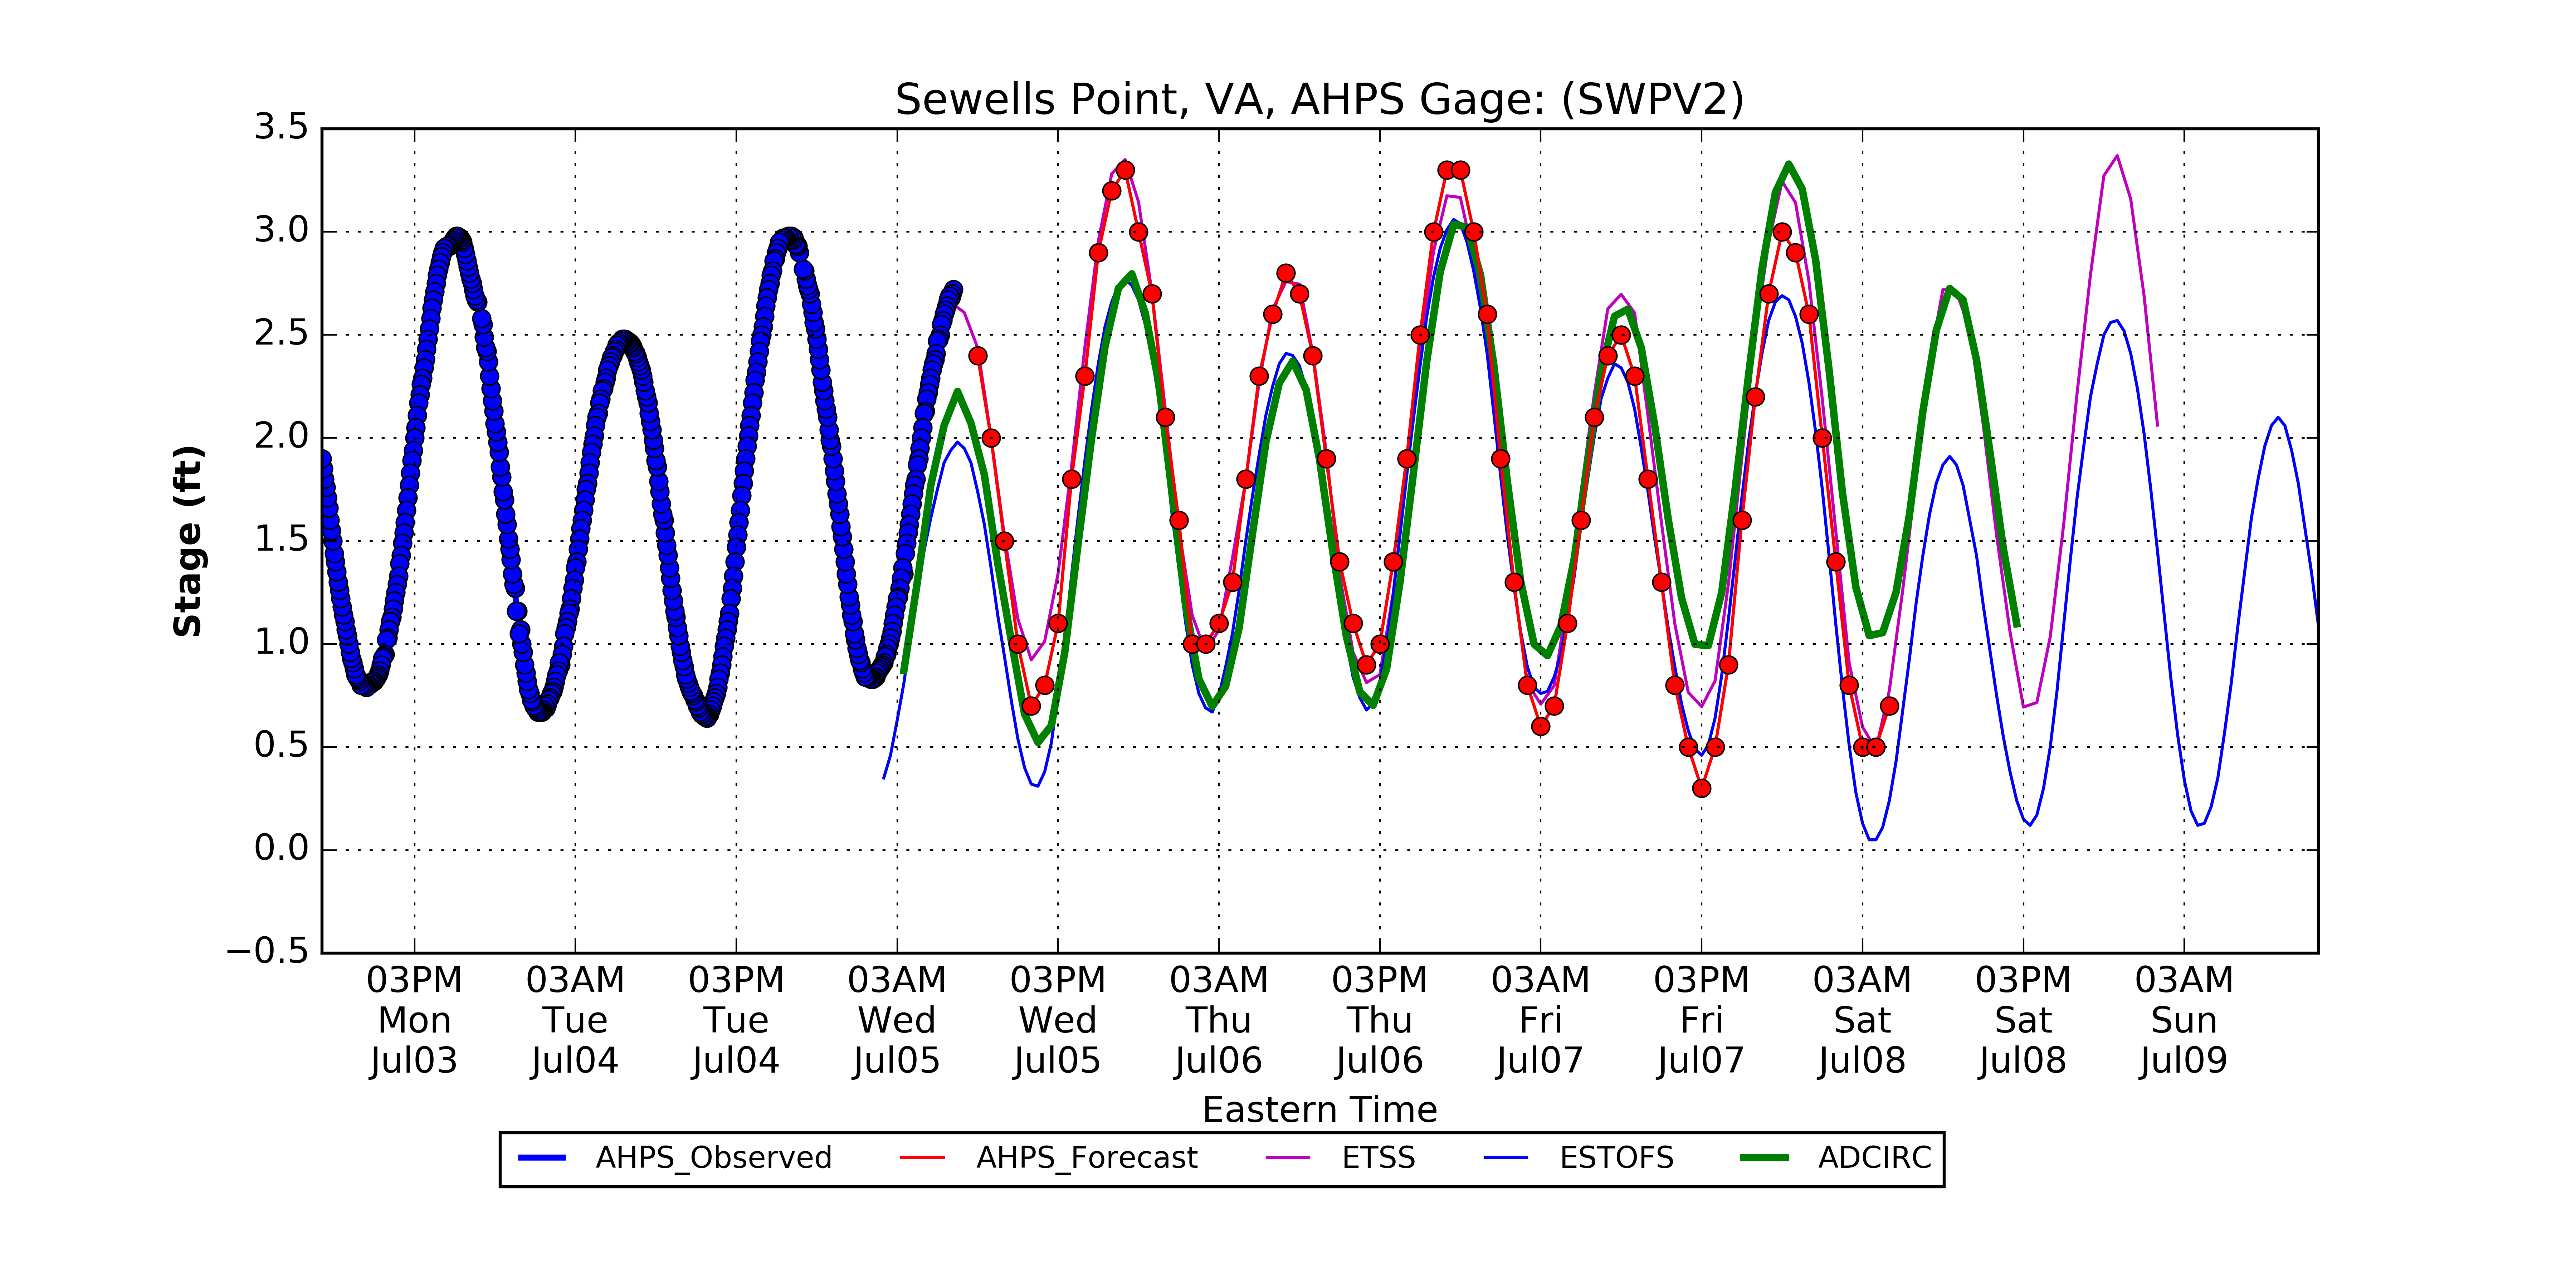 Sewells Point, VA, AHPS Gage: (SWPV2)
3.5
3.0
2.5
2.0
1.5
1.0
0.5
0.0
−0.5
Stage (ft)
03PM 03AM 03PM 03AM 03PM 03AM 03PM 03AM 03PM 03AM 03PM 03AM
Mon Tue Tue Wed Wed Thu Thu Fri Fri Sat Sat Sun
Jul03 Jul04 Jul04 Jul05 Jul05 Jul06 Jul06 Jul07 Jul07 Jul08 Jul08 Jul09
Eastern Time
AHPS_Observed AHPS_Forecast ETSS ESTOFS ADCIRC